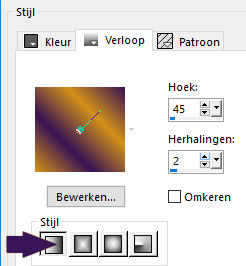 Stijl
Kleur Verloop Patroon
Hoek:
45
Herhalingen:
2
Bewerken...
Omkeren
Stijl